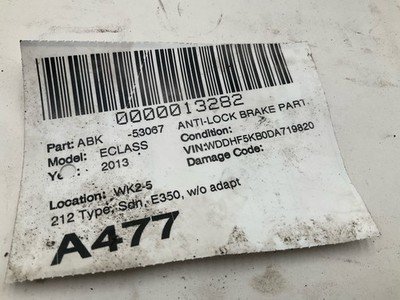 0000013282
Part: ABK -53067 ANTI-LOCK BRAKE PART
Model: ECLASS Condition:
2013 VIN:WDDHF5KB0DA719820
Damage Code:
Location: WK2-5
212 Type, Sdn, E350, w/o adapt
A477